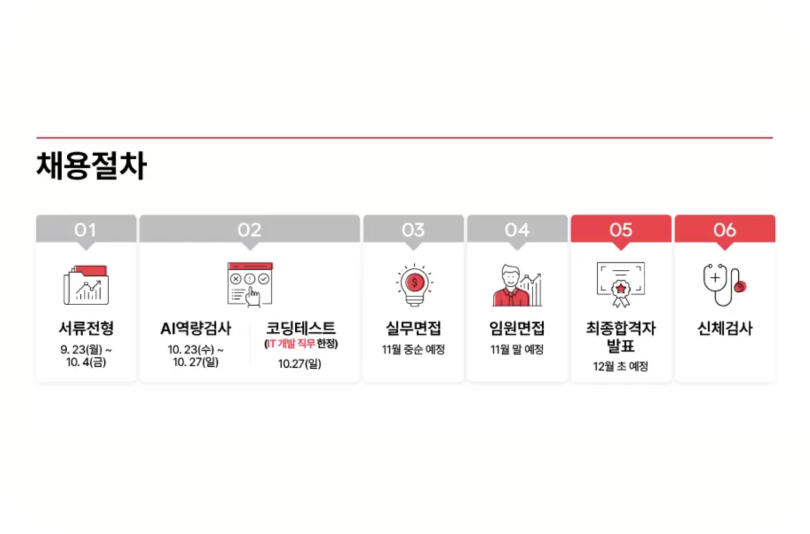 채용절차
01
서류전형
9. 23(월) ~
10. 4(금)
02
AI역량검사
10. 23(수) ~
10. 27(일)
코딩테스트
(IT 개발 직무 한정)
10.27(일)
03
실무면접
11월 중순 예정
04
임원면접
11월 말 예정
05
최종합격자
발표
12월 초 예정
06
신체검사